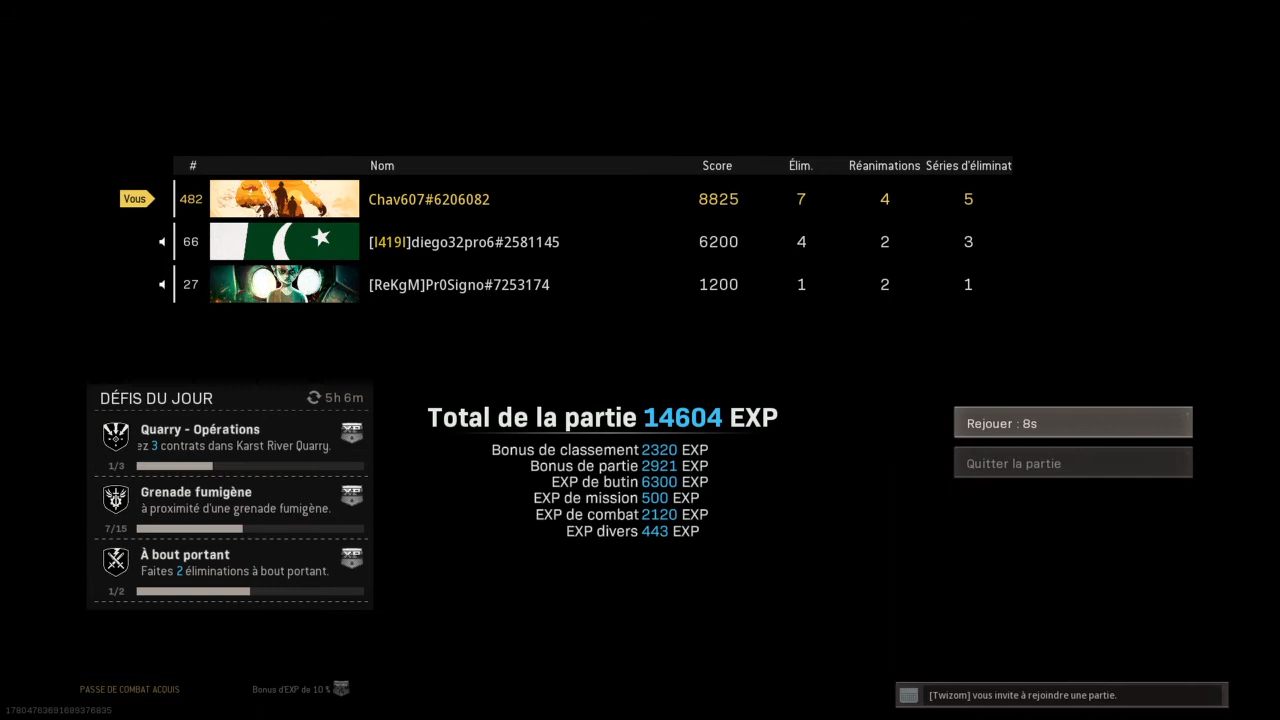 # Nom Score Élim. Réanimations Séries d'éliminat
Vous 482 Chav607#6206082 8825 7 4 5
66 [I419I]diego32pro6#2581145 6200 4 2 3
27 [ReKgM]Pr0Signo#7253174 1200 1 2 1
DÉFIS DU JOUR 5h 6m
Quarry - Opérations
ez 3 contrats dans Karst River Quarry.
1/3
Grenade fumigène
à proximité d'une grenade fumigène.
7/15
À bout portant
Faites 2 éliminations à bout portant.
1/2
XP
XP
XP
Total de la partie 14604 EXP
Bonus de classement 2320 EXP
Bonus de partie 2921 EXP
EXP de butin 6300 EXP
EXP de mission 500 EXP
EXP de combat 2120 EXP
EXP divers 443 EXP
Rejouer : 8s
Quitter la partie
PASSE DE COMBAT ACQUIS
Bonus d'EXP de 10 %
[Twizom] vous invite à rejoindre une partie.
17804763691689376835